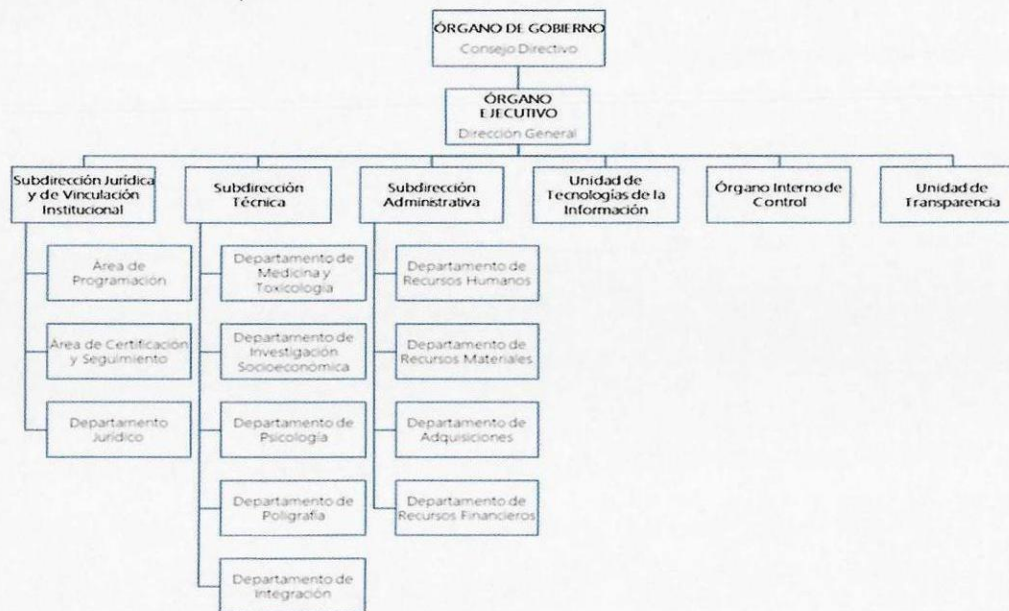 ÓRGANO DE GOBIERNO
Consejo Directivo
ÓRGANO
EJECUTIVO
Dirección General
Subdirección Jurídica
y de Vinculación
Institucional
Subdirección
Técnica
Subdirección
Administrativa
Unidad de
Tecnologías de la
Información
Órgano Interno de
Control
Unidad de
Transparencia
Área de
Programación
Área de Certificación
y Seguimiento
Departamento
Jurídico
Departamento de
Medicina y
Toxicología
Departamento de
Investigación
Socioeconómica
Departamento de
Psicología
Departamento de
Poligrafía
Departamento de
Integración
Departamento de
Recursos Humanos
Departamento de
Recursos Materiales
Departamento de
Adquisiciones
Departamento de
Recursos Financieros